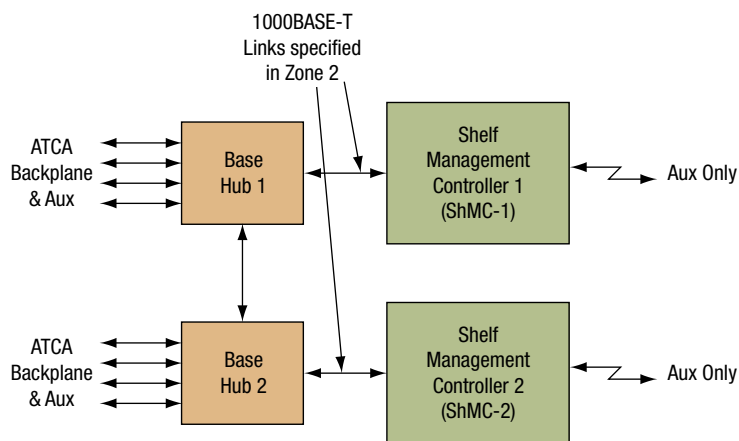 1000BASE-T
Links specified
in Zone 2
ATCA
Backplane
& Aux
Base
Hub 1
Shelf
Management
Controller 1
(ShMC-1)
Aux Only
ATCA
Backplane
& Aux
Base
Hub 2
Shelf
Management
Controller 2
(ShMC-2)
Aux Only